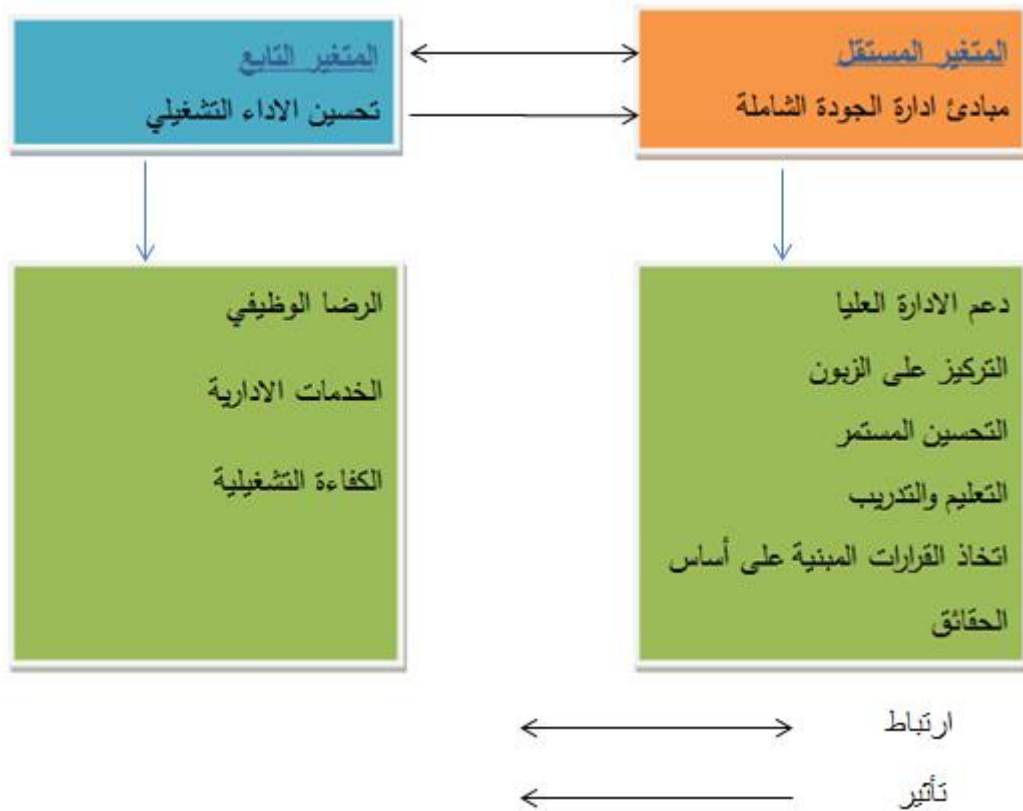 المتغير المستقل
مبادئ ادارة الجودة الشاملة
المتغير التابع
تحسين الاداء التشغيلي
دعم الادارة العليا
التركيز على الزبون
التحسين المستمر
التعليم والتدريب
اتخاذ القرارات المبنية على أساس
الحقائق
الرضا الوظيفي
الخدمات الادارية
الكفاءة التشغيلية
ارتباط
تأثير